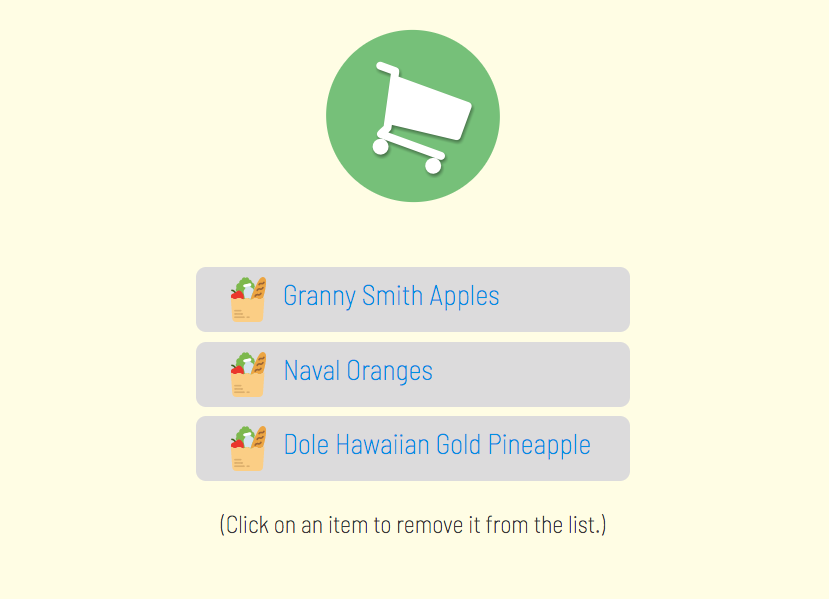 Granny Smith Apples
Naval Oranges
Dole Hawaiian Gold Pineapple
(Click on an item to remove it from the list.)